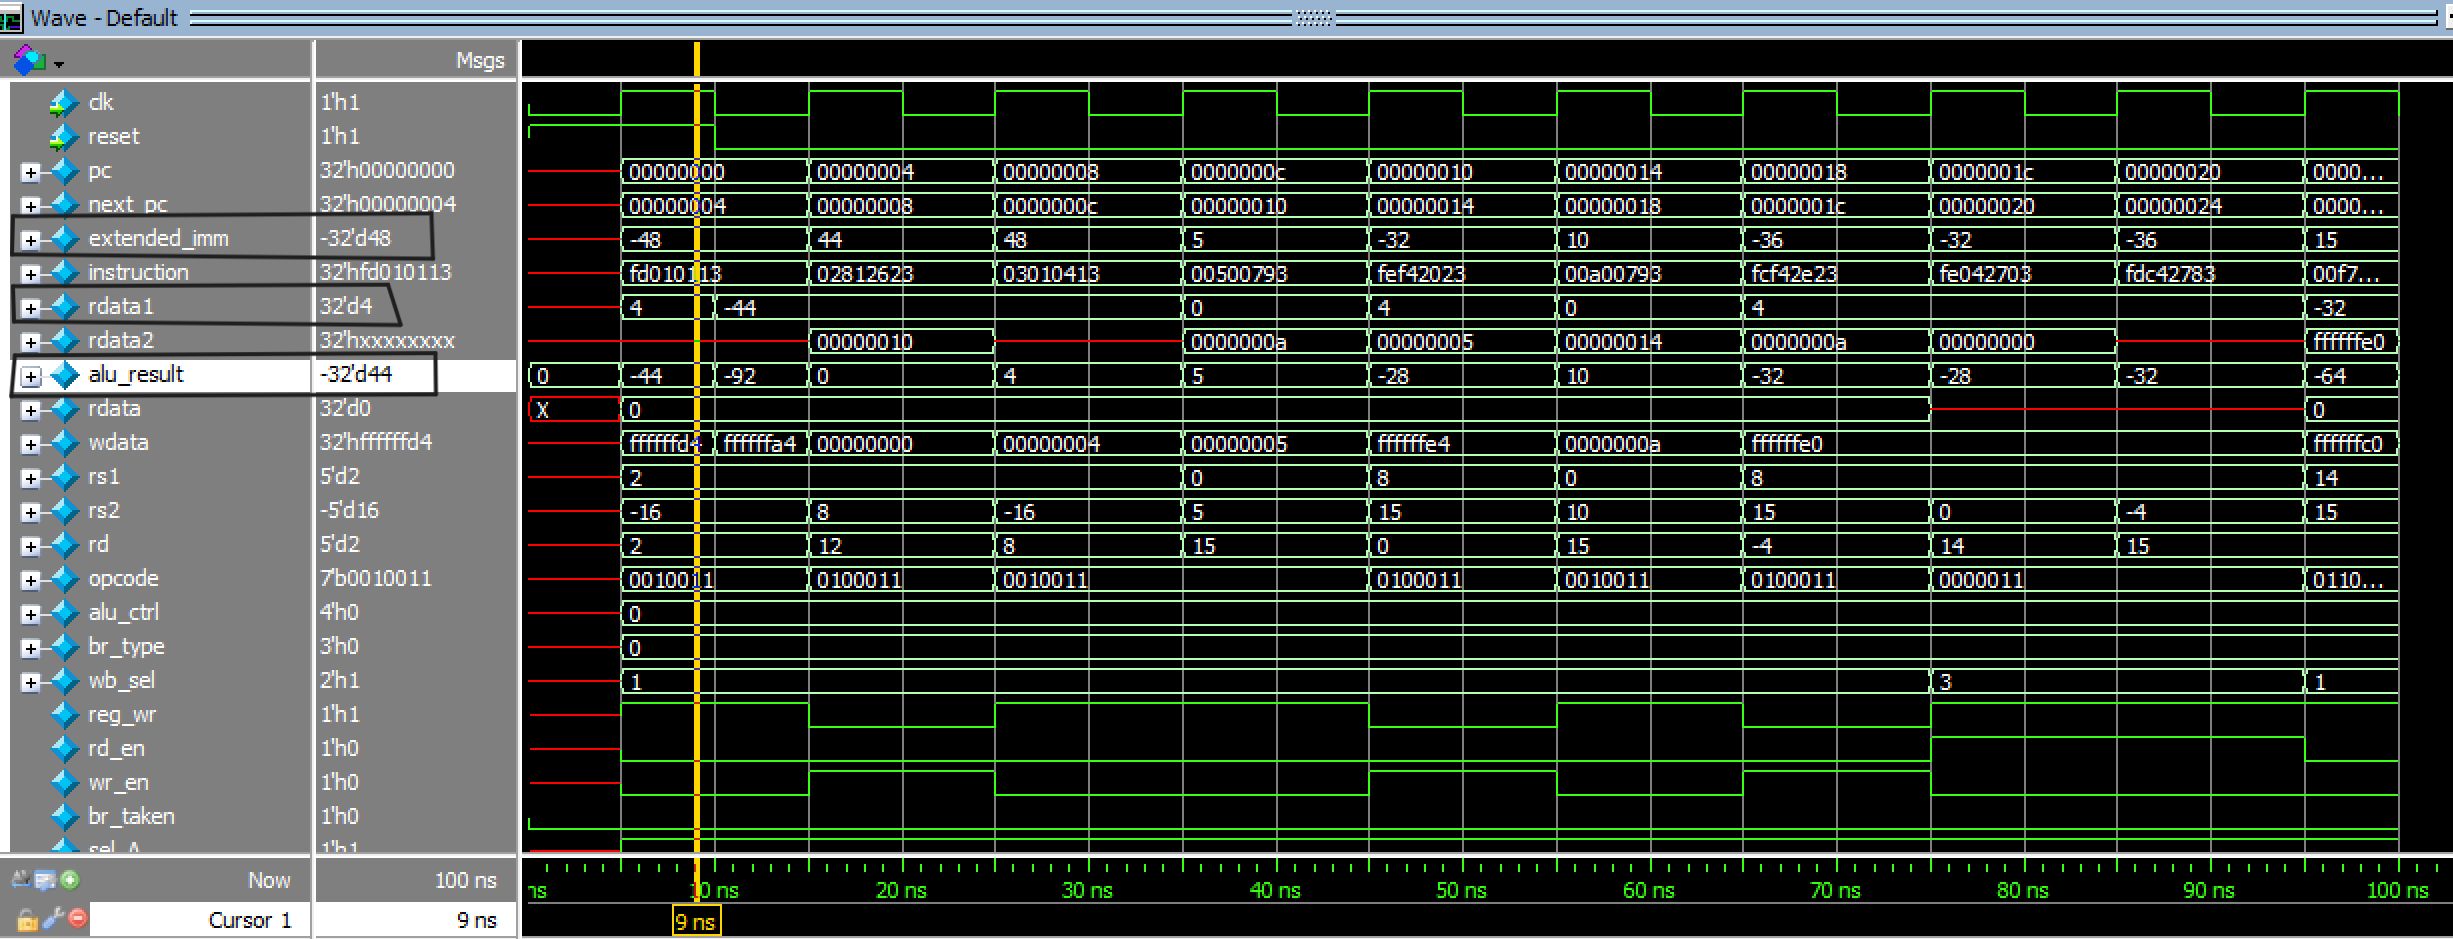 Wave - Default
Msgs
clk 1'h1
reset 1'h1
pc 32'h00000000 00000000 00000004 00000008 0000000c 00000010 00000014 00000018 0000001c 00000020 0000...
next_pc 32'h00000004 00000004 00000008 0000000c 00000010 00000014 00000018 0000001c 00000020 00000024 0000...
extended_imm -32'd48 -48 44 48 5 -32 10 -36 -32 -36 15
instruction 32'hfd010113 fd010113 02812623 03010413 00500793 fef42023 00a00793 fcf42e23 fe042703 fdc42783 00f7...
rdata1 32'd4 4 -44 0 4 0 4 -32
rdata2 32'hxxxxxxxx 00000010 0000000a 00000005 00000014 0000000a 00000000 ffffffe0
alu_result -32'd44 0 -44 -92 0 4 5 -28 10 -32 -28 -32 -64
rdata 32'd0 X 0 0
wdata 32'hffffffd4 ffffffd4 ffffffa4 00000000 00000004 00000005 ffffffe4 0000000a ffffffe0 ffffffc0
rs1 5'd2 2 0 8 0 8 14
rs2 -5'd16 -16 8 -16 5 15 10 15 0 -4 15
rd 5'd2 2 12 8 15 0 15 -4 14 15
opcode 7'b0010011 0010011 0100011 0010011 0100011 0010011 0100011 0000011 0110...
alu_ctrl 4'h0 0
br_type 3'h0 0
wb_sel 2'h1 1 3 1
reg_wr 1'h1
rd_en 1'h0
wr_en 1'h0
br_taken 1'h0
sel_A 1'h1
Now 100 ns ns 10 ns 20 ns 30 ns 40 ns 50 ns 60 ns 70 ns 80 ns 90 ns 100 ns
Cursor 1 9 ns 9 ns